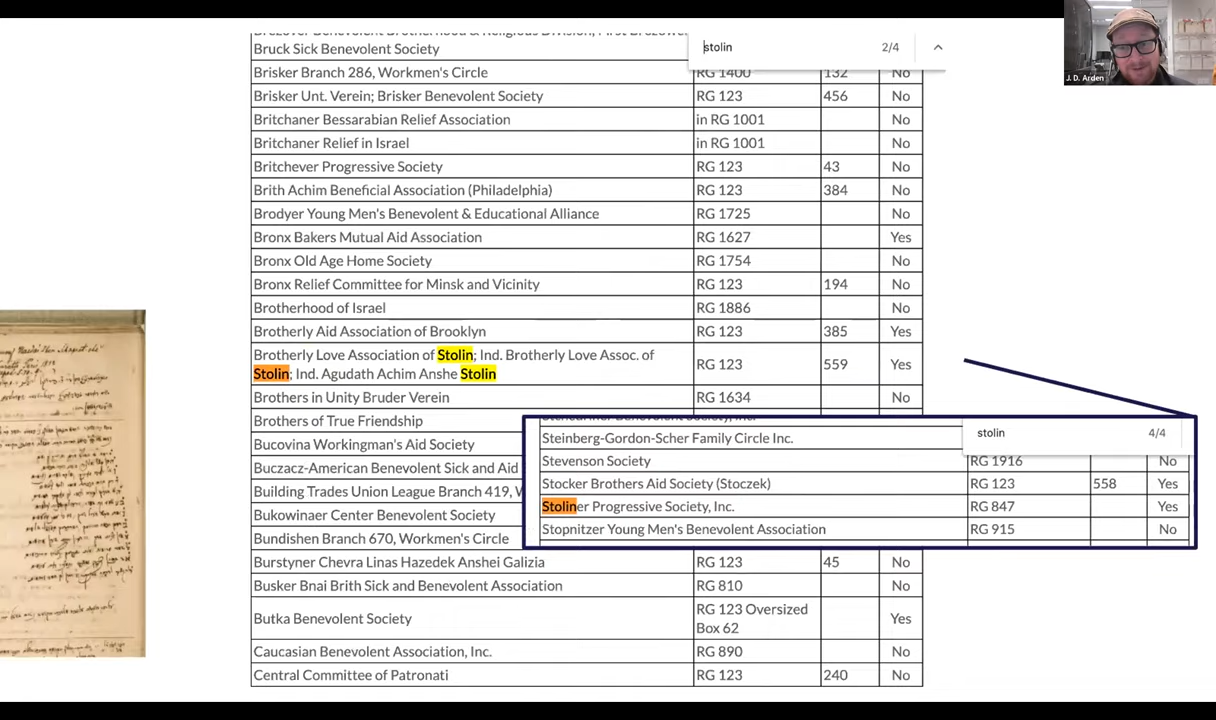 Bruck Sick Benevolent Society
stolin 2/4
J. D. Arden
Brisker Branch 286, Workmen's Circle RG 1400 132 No
Brisker Unt. Verein; Brisker Benevolent Society RG 123 456 No
Britchaner Bessarabian Relief Association in RG 1001 No
Britchaner Relief in Israel in RG 1001 No
Britchever Progressive Society RG 123 43 No
Brith Achim Beneficial Association (Philadelphia) RG 123 384 No
Brodyer Young Men's Benevolent & Educational Alliance RG 1725 No
Bronx Bakers Mutual Aid Association RG 1627 Yes
Bronx Old Age Home Society RG 1754 No
Bronx Relief Committee for Minsk and Vicinity RG 123 194 No
Brotherhood of Israel RG 1886 No
Brotherly Aid Association of Brooklyn RG 123 385 Yes
Brotherly Love Association of Stolin; Ind. Brotherly Love Assoc. of
Stolin; Ind. Agudath Achim Anshe Stolin RG 123 559 Yes
Brothers in Unity Bruder Verein RG 1634 No
Brothers of True Friendship
Bucovina Workingman's Aid Society
Buczacz-American Benevolent Sick and Aid
Building Trades Union League Branch 419,
Bukowinaer Center Benevolent Society
Bundishen Branch 670, Workmen's Circle
stolin 4/4
Steinberg-Gordon-Scher Family Circle Inc.
Stevenson Society RG 1916 No
Stocker Brothers Aid Society (Stoczek) RG 123 558 Yes
Stoliner Progressive Society, Inc. RG 847 Yes
Stopnitzer Young Men's Benevolent Association RG 915 No
Burstyner Chevra Linas Hazedek Anshei Galizia RG 123 45 No
Busker Bnai Brith Sick and Benevolent Association RG 810 No
Butka Benevolent Society RG 123 Oversized
Box 62 Yes
Caucasian Benevolent Association, Inc. RG 890 No
Central Committee of Patronati RG 123 240 No